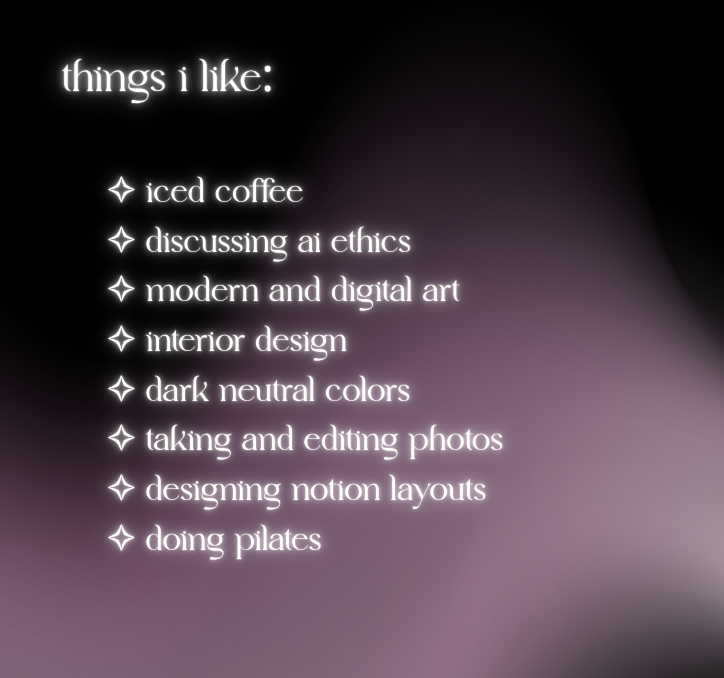 things i like:
✧ iced coffee
✧ discussing ai ethics
✧ modern and digital art
✧ interior design
✧ dark neutral colors
✧ taking and editing photos
✧ designing notion layouts
✧ doing pilates